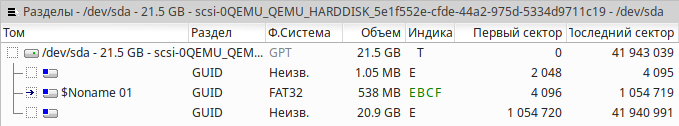 Разделы - /dev/sda - 21.5 GB - scsi-0QEMU_QEMU_HARDDISK_5e1f552e-cfde-44a2-975d-5334d9711c19 - /dev/sda
Том Раздел Ф.Система Объем Индика Первый сектор Последний сектор
/dev/sda - 21.5 GB - scsi-0QEMU_QEM... GPT 21.5 GB T 0 41 943 039
GUID Неизв. 1.05 MB E 2 048 4 095
$Noname 01 GUID FAT32 538 MB EBCF 4 096 1 054 719
GUID Неизв. 20.9 GB E 1 054 720 41 940 991